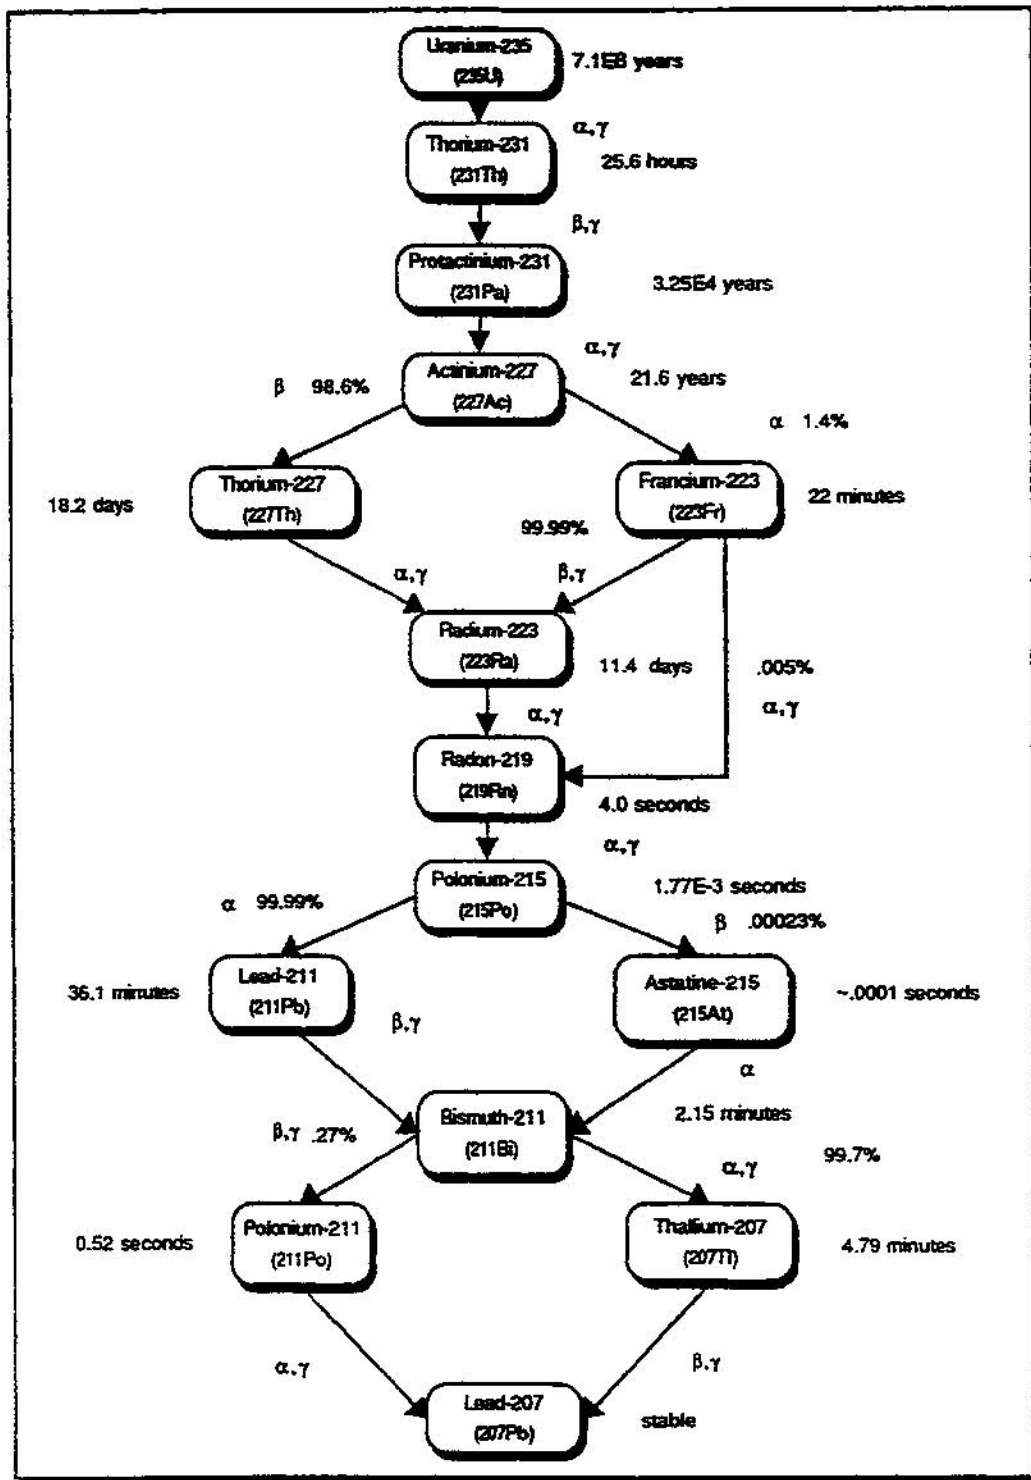 Uranium-235
(235U)
7.1E8 years
α,γ
Thorium-231
(231Th)
25.6 hours
β,γ
Protactinium-231
(231Pa)
3.25E4 years
α,γ
Actinium-227
(227Ac)
21.6 years
β 98.6%
α 1.4%
Thorium-227
(227Th)
18.2 days
Francium-223
(223Fr)
22 minutes
99.99%
α,γ
β,γ
Radium-223
(223Ra)
11.4 days
.005%
α,γ
α,γ
Radon-219
(219Rn)
4.0 seconds
α,γ
Polonium-215
(215Po)
1.77E-3 seconds
α 99.99%
β .00023%
Lead-211
(211Pb)
36.1 minutes
Astatine-215
(215At)
~.0001 seconds
β,γ
α
Bismuth-211
(211Bi)
2.15 minutes
β,γ .27%
α,γ 99.7%
Polonium-211
(211Po)
0.52 seconds
Thallium-207
(207Tl)
4.79 minutes
α,γ
β,γ
Lead-207
(207Pb)
stable